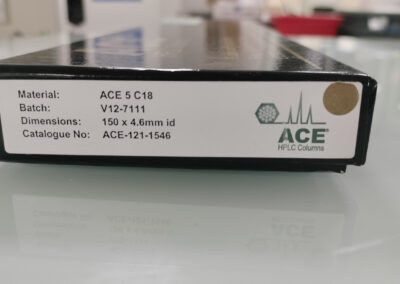 Material: ACE 5 C18
Batch: V12-7111
Dimensions: 150 x 4.6mm id
Catalogue No: ACE-121-1546
ACE®
HPLC Columns